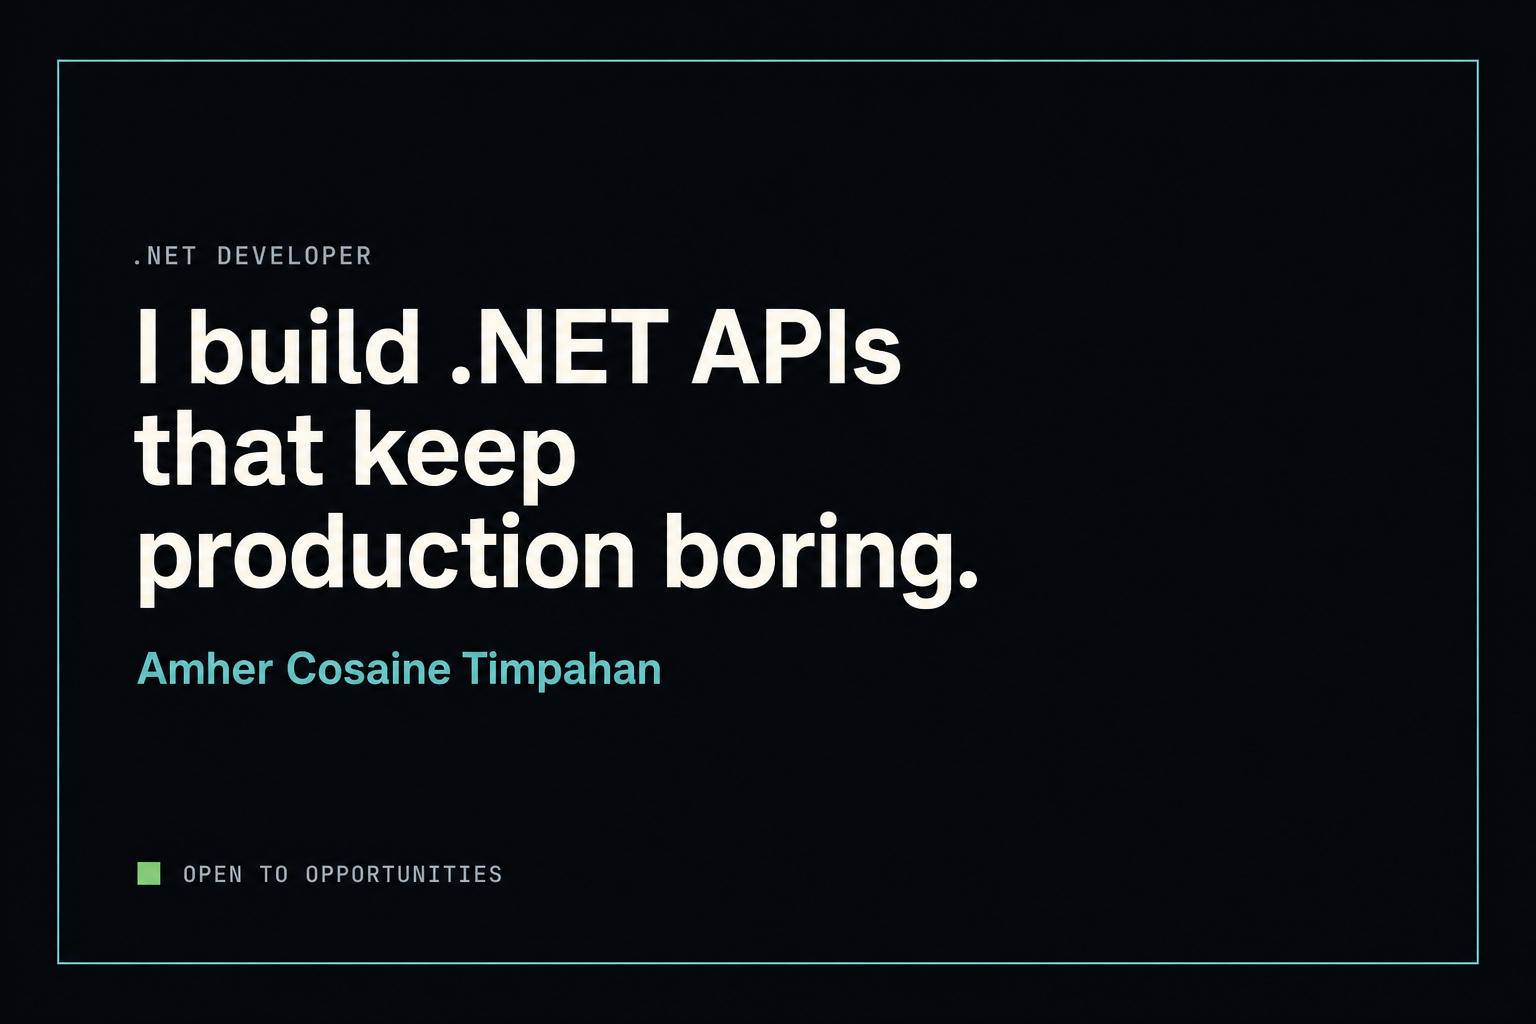 .NET DEVELOPER
I build .NET APIs
that keep
production boring.
Amher Cosaine Timpahan
OPEN TO OPPORTUNITIES